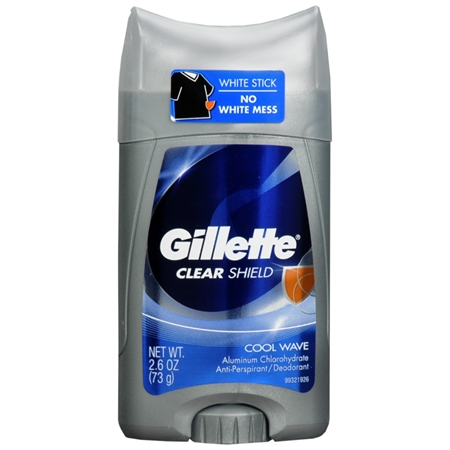 WHITE STICK
NO
WHITE MESS
Gillette®
CLEAR SHIELD
COOL WAVE
Aluminum Chlorohydrate
Anti-Perspirant/Deodorant
99321926
NET WT.
2.6 OZ
(73 g)